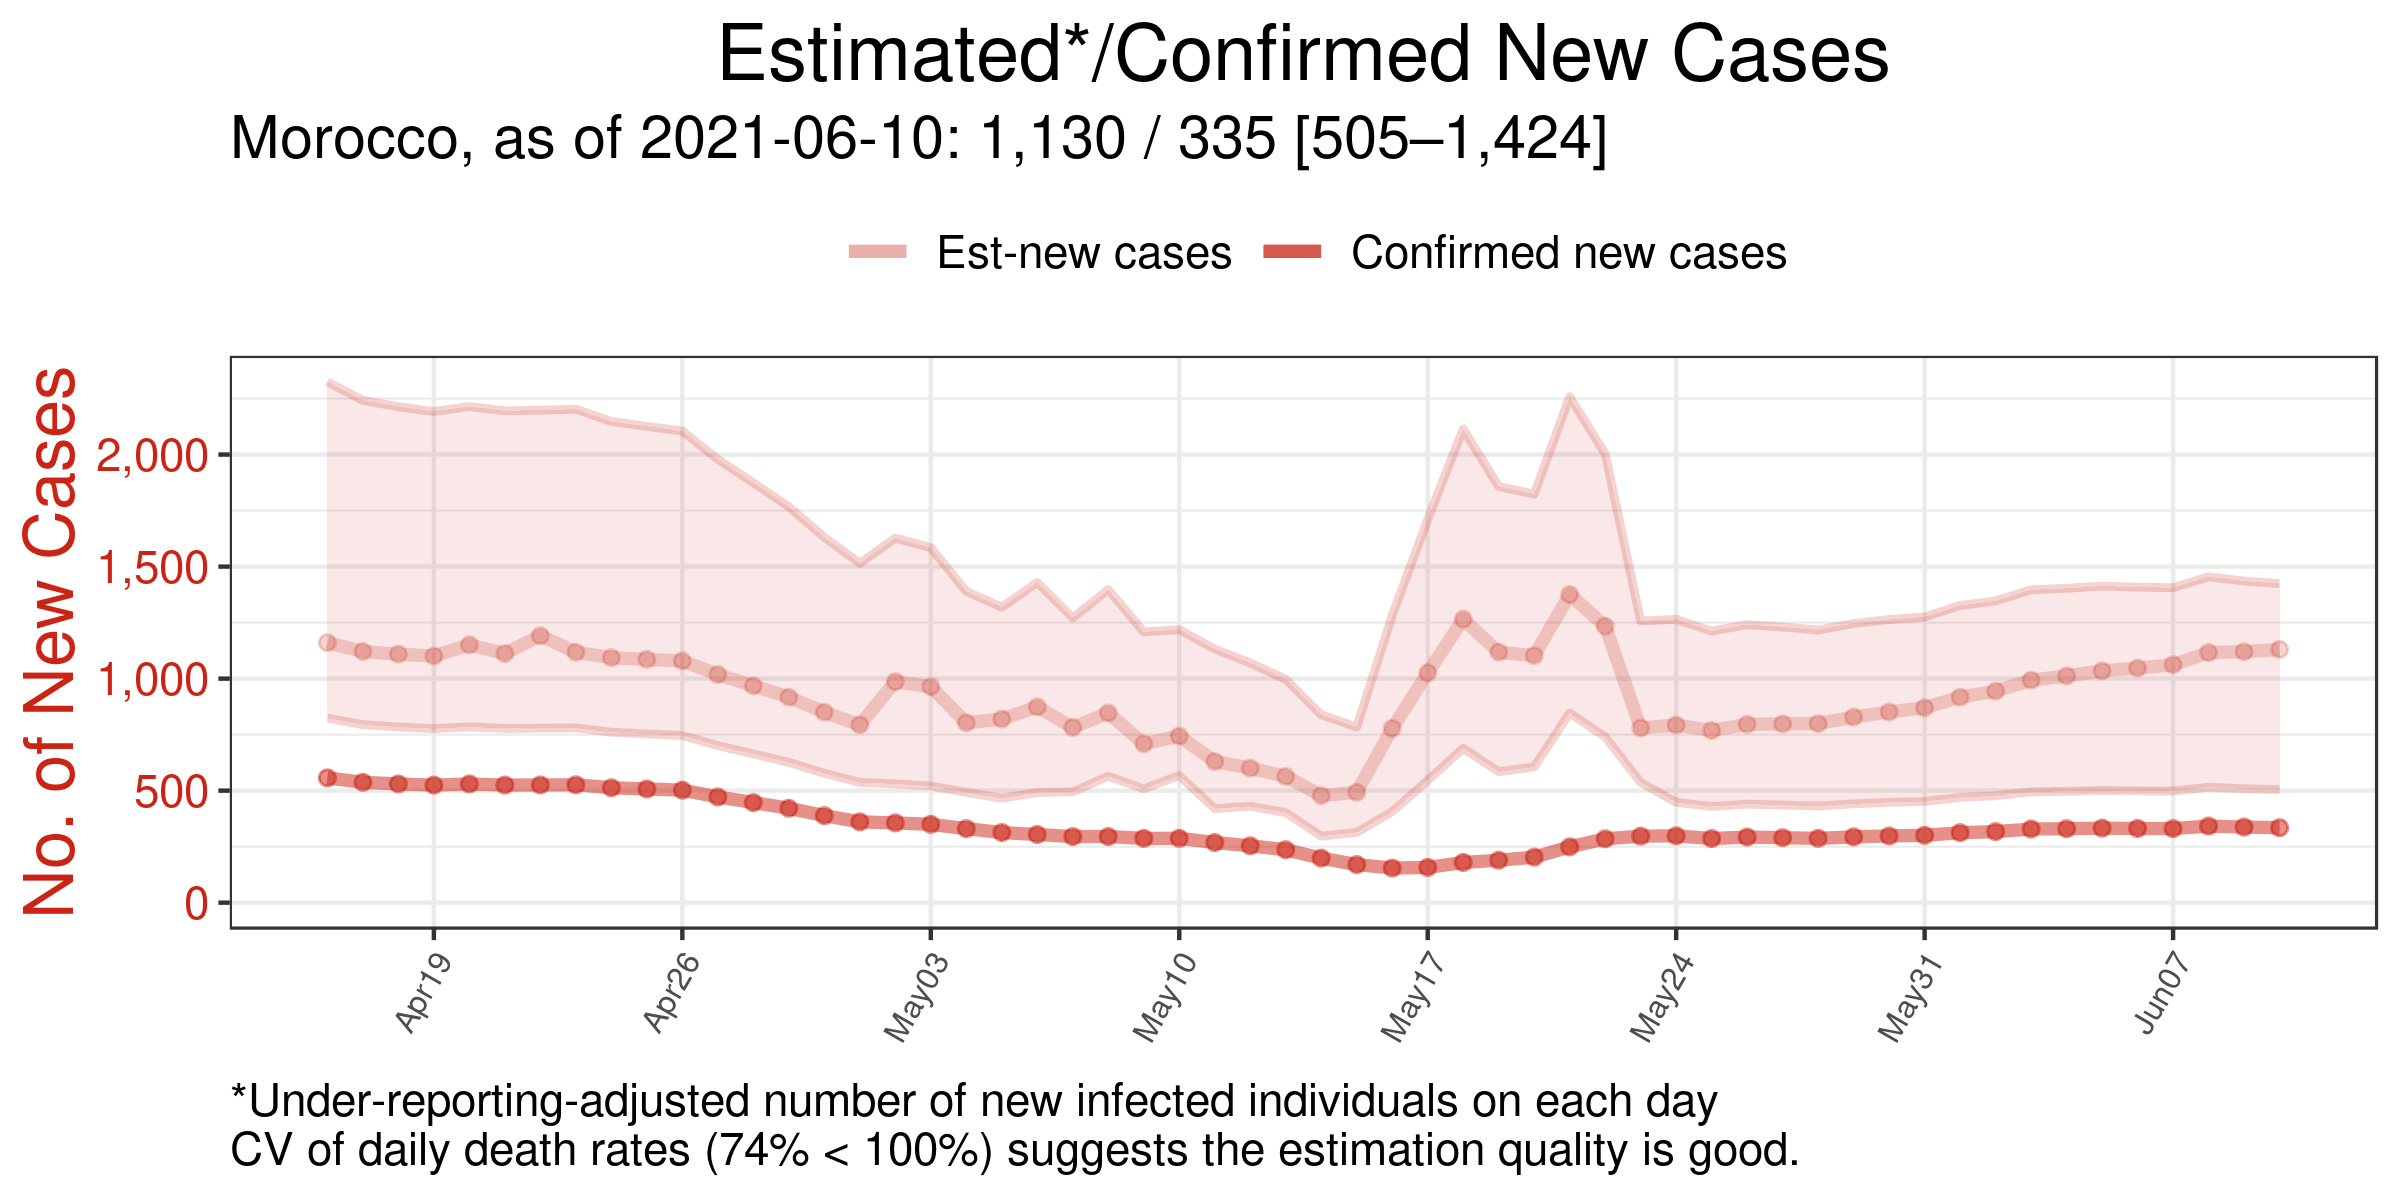 Estimated*/Confirmed New Cases
Morocco, as of 2021-06-10: 1,130 / 335 [505–1,424]
Est-new cases
Confirmed new cases
No. of New Cases
2,000
1,500
1,000
500
0
Apr19
Apr26
May03
May10
May17
May24
May31
Jun07
*Under-reporting-adjusted number of new infected individuals on each day
CV of daily death rates (74% < 100%) suggests the estimation quality is good.